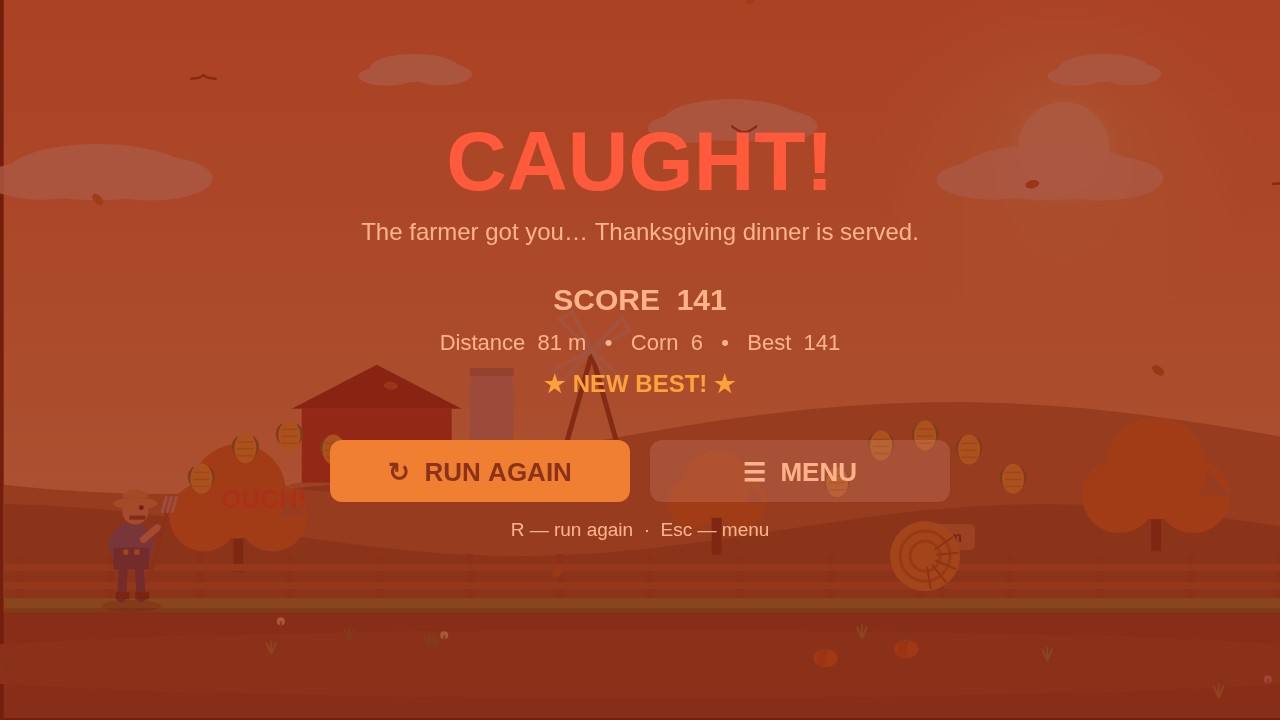 CAUGHT!
The farmer got you… Thanksgiving dinner is served.
SCORE 141
Distance 81 m • Corn 6 • Best 141
★ NEW BEST! ★
↻ RUN AGAIN
☰ MENU
OUCH!
R — run again · Esc — menu